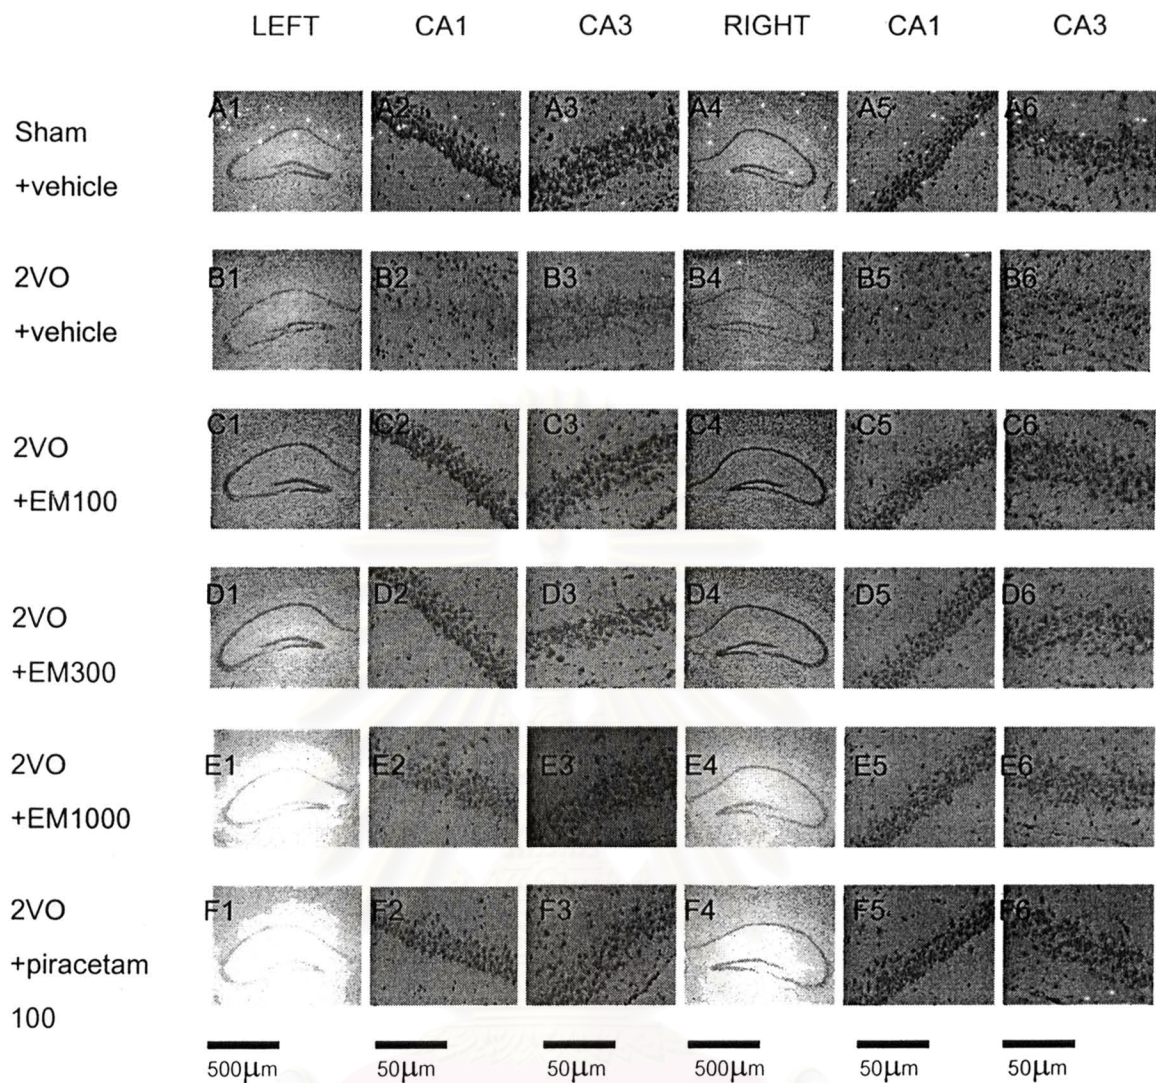 LEFT CA1 CA3 RIGHT CA1 CA3
A1 A2 A3 A4 A5 A6
Sham
+vehicle
B1 B2 B3 B4 B5 B6
2VO
+vehicle
C1 C2 C3 C4 C5 C6
2VO
+EM100
D1 D2 D3 D4 D5 D6
2VO
+EM300
E1 E2 E3 E4 E5 E6
2VO
+EM1000
F1 F2 F3 F4 F5 F6
2VO
+piracetam
100
500μm 50μm 50μm 500μm 50μm 50μm